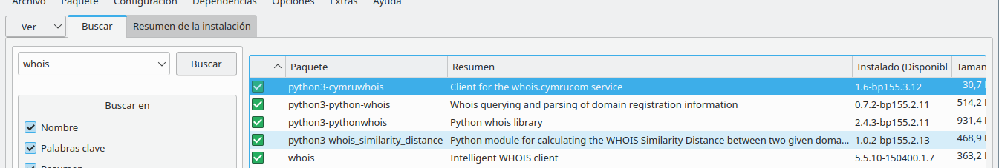 Archivo Paquete Configuración Dependencias Opciones Extras Ayuda
Ver Buscar Resumen de la instalación
whois Buscar
Paquete Resumen Instalado (Disponibl Tamañ
python3-cymruwhois Client for the whois.cymrucom service 1.6-bp155.3.12 30,7
python3-python-whois Whois querying and parsing of domain registration information 0.7.2-bp155.2.11 514,2
python3-pythonwhois Python whois library 2.4.3-bp155.2.11 931,4
python3-whois_similarity_distance Python module for calculating the WHOIS Similarity Distance between two given doma... 1.0.2-bp155.2.13 468,9
whois Intelligent WHOIS client 5.5.10-150400.1.7 363,2
Buscar en
Nombre
Palabras clave